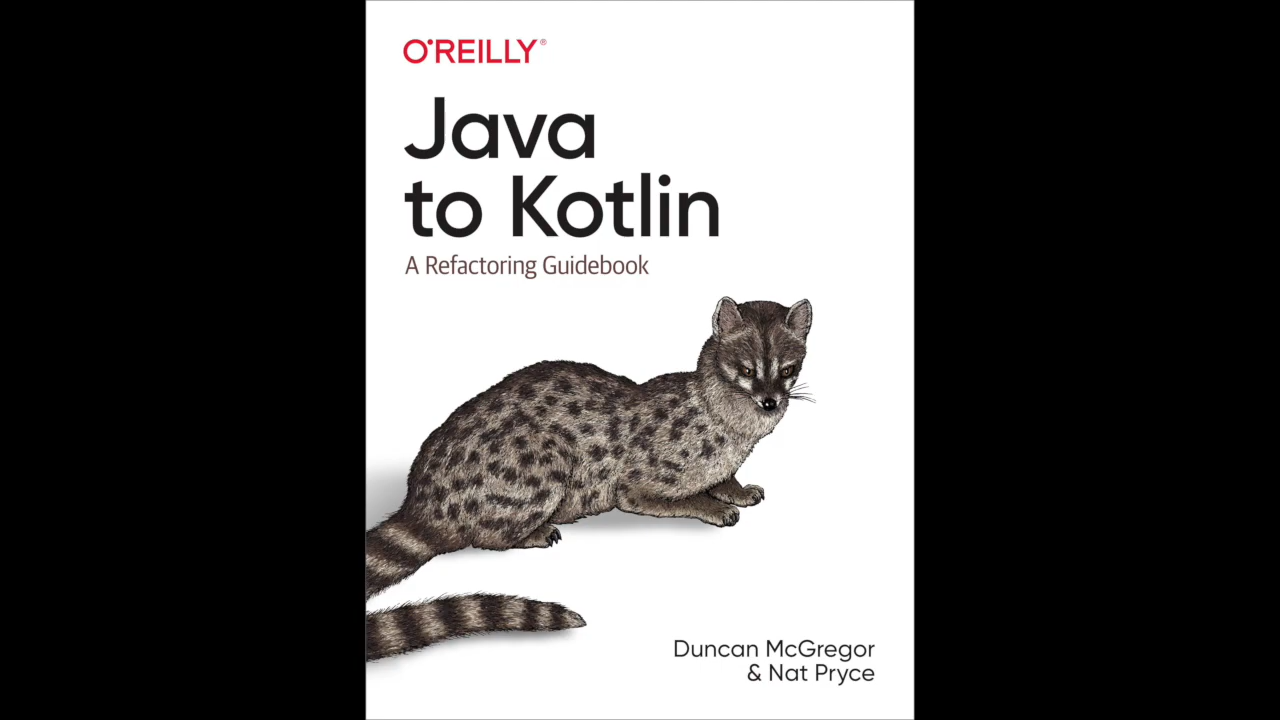 O'REILLY®
Java
to Kotlin
A Refactoring Guidebook
Duncan McGregor
& Nat Pryce